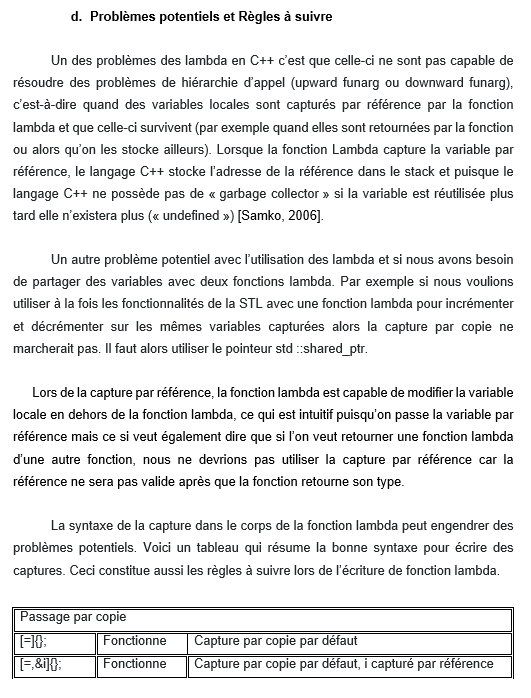 d. Problèmes potentiels et Règles à suivre
Un des problèmes des lambda en C++ c'est que celle-ci ne sont pas capable de
résoudre des problèmes de hiérarchie d'appel (upward funarg ou downward funarg),
c'est-à-dire quand des variables locales sont capturés par référence par la fonction
lambda et que celle-ci survivent (par exemple quand elles sont retournées par la fonction
ou alors qu'on les stocke ailleurs). Lorsque la fonction Lambda capture la variable par
référence, le langage C++ stocke l'adresse de la référence dans le stack et puisque le
langage C++ ne possède pas de « garbage collector » si la variable est réutilisée plus
tard elle n'existera plus (« undefined ») [Samko, 2006].
Un autre problème potentiel avec l'utilisation des lambda et si nous avons besoin
de partager des variables avec deux fonctions lambda. Par exemple si nous voulions
utiliser à la fois les fonctionnalités de la STL avec une fonction lambda pour incrémenter
et décrémenter sur les mêmes variables capturées alors la capture par copie ne
marcherait pas. Il faut alors utiliser le pointeur std ::shared_ptr.
Lors de la capture par référence, la fonction lambda est capable de modifier la variable
locale en dehors de la fonction lambda, ce qui est intuitif puisqu'on passe la variable par
référence mais ce si veut également dire que si l'on veut retourner une fonction lambda
d'une autre fonction, nous ne devrions pas utiliser la capture par référence car la
référence ne sera pas valide après que la fonction retourne son type.
La syntaxe de la capture dans le corps de la fonction lambda peut engendrer des
problèmes potentiels. Voici un tableau qui résume la bonne syntaxe pour écrire des
captures. Ceci constitue aussi les règles à suivre lors de l'écriture de fonction lambda.
Passage par copie
[=]{}; Fonctionne Capture par copie par défaut
[=,&i]{}; Fonctionne Capture par copie par défaut, i capturé par référence